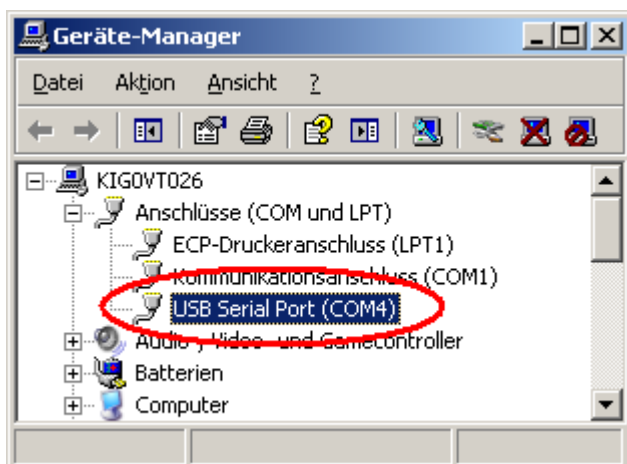 Geräte-Manager
Datei Aktion Ansicht ?
KIGOVT026
Anschlüsse (COM und LPT)
ECP-Druckeranschluss (LPT1)
Kommunikationsanschluss (COM1)
USB Serial Port (COM4)
Audio-, Video- und Gamecontroller
Batterien
Computer